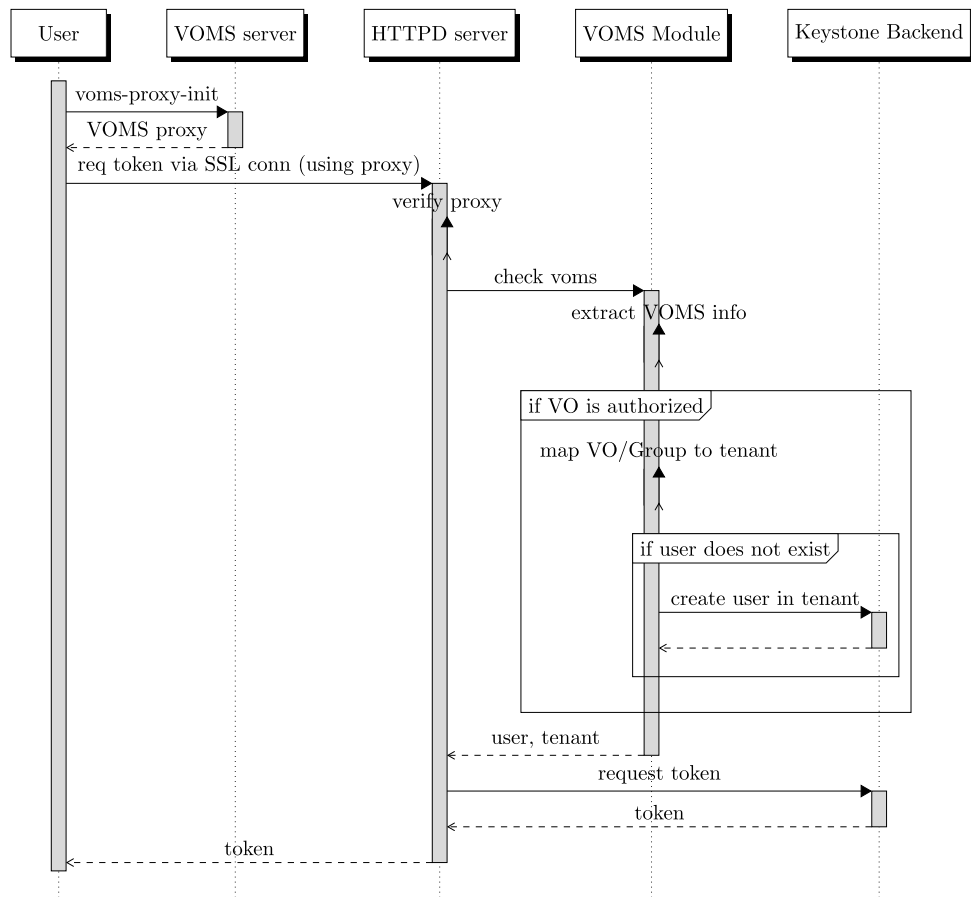 User
VOMS server
HTTPD server
VOMS Module
Keystone Backend
voms-proxy-init
VOMS proxy
req token via SSL conn (using proxy)
verify proxy
check voms
extract VOMS info
if VO is authorized
map VO/Group to tenant
if user does not exist
create user in tenant
user, tenant
request token
token
token